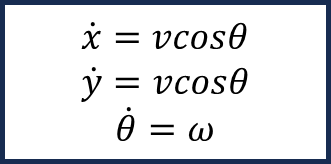 ẋ = vcosθ
ẏ = vcosθ
θ̇ = ω